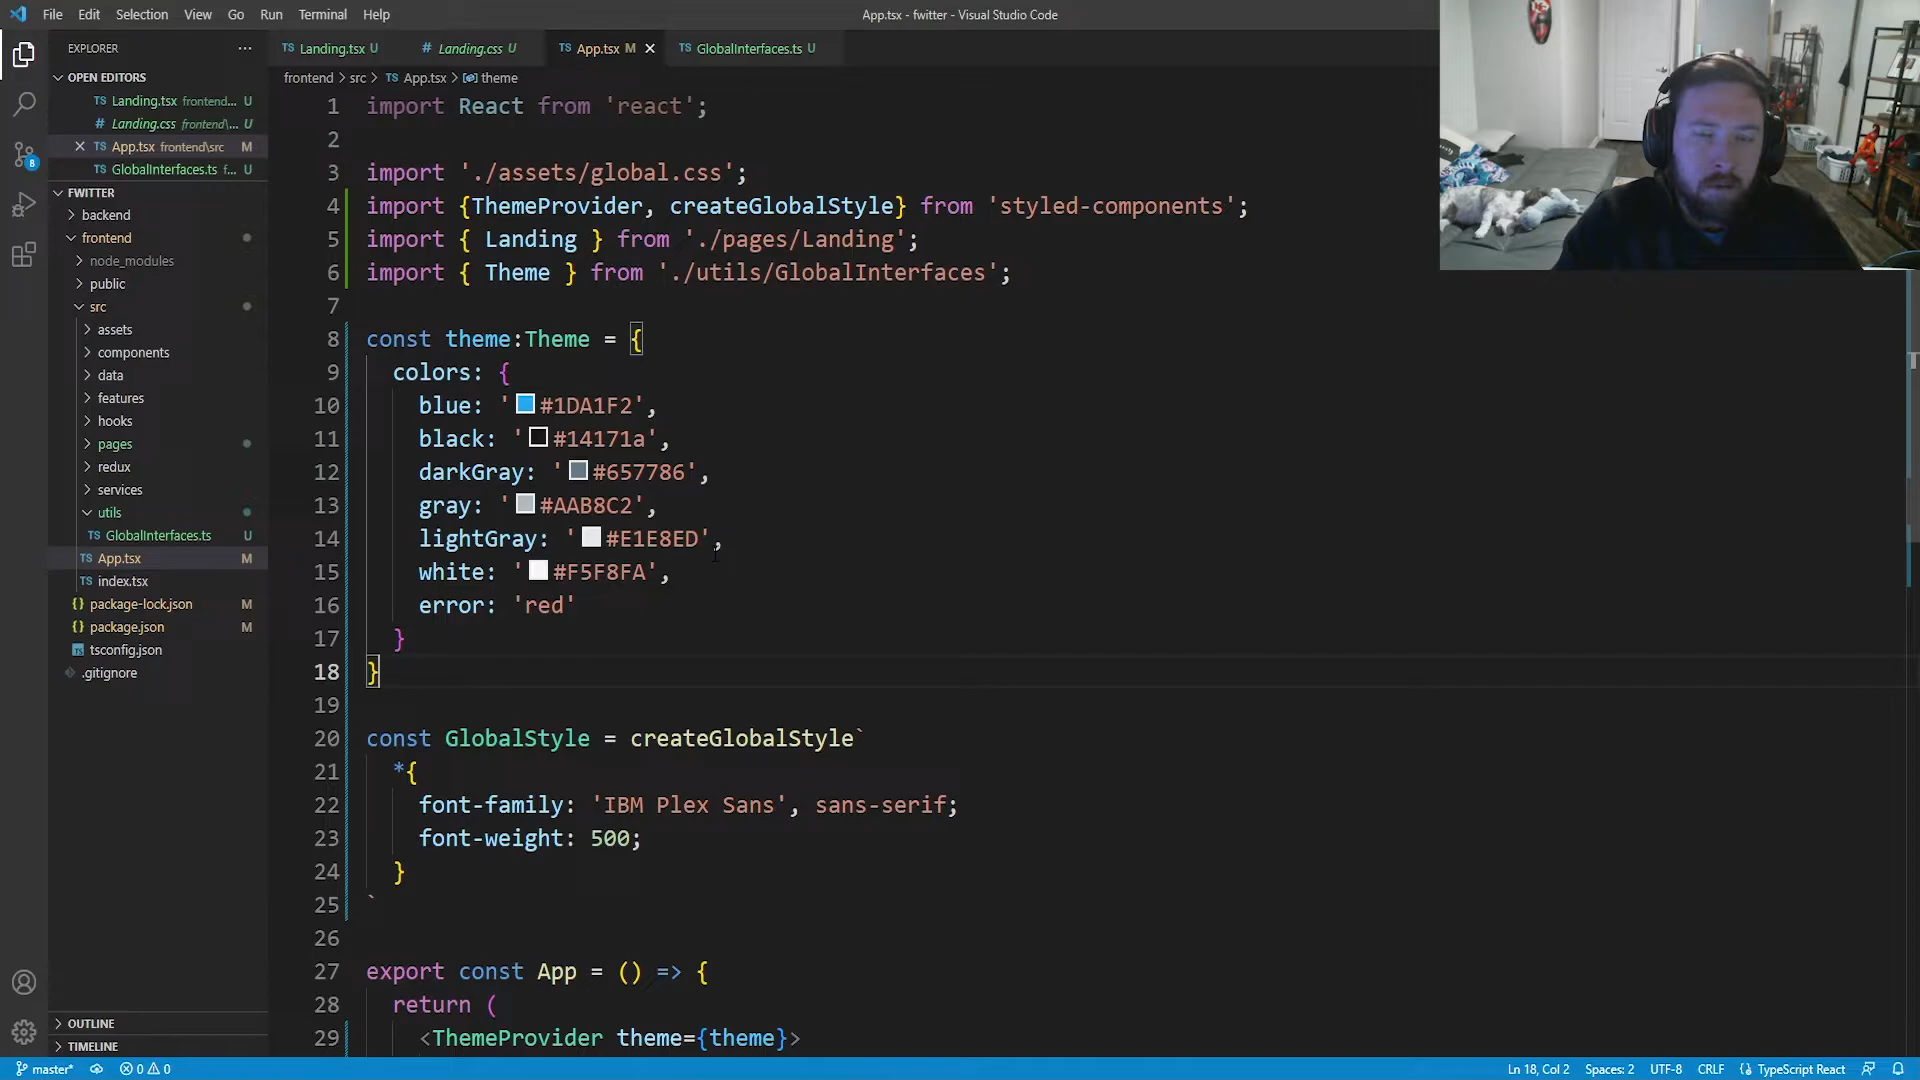 File Edit Selection View Go Run Terminal Help
App.tsx - fwitter - Visual Studio Code
EXPLORER ...
Landing.tsx U
Landing.css U
App.tsx M
GlobalInterfaces.ts U
frontend > src > TS App.tsx > theme
OPEN EDITORS
TS Landing.tsx frontend... U
# Landing.css frontend\... U
TS App.tsx frontend\src M
TS GlobalInterfaces.ts f... U
FWITTER
backend
frontend
node_modules
public
src
assets
components
data
features
hooks
pages
redux
services
utils
TS GlobalInterfaces.ts U
TS App.tsx M
TS index.tsx
{} package-lock.json M
{} package.json M
tsconfig.json
.gitignore
OUTLINE
TIMELINE
8
1 import React from 'react';
2
3 import './assets/global.css';
4 import {ThemeProvider, createGlobalStyle} from 'styled-components';
5 import { Landing } from './pages/Landing';
6 import { Theme } from './utils/GlobalInterfaces';
7
8 const theme:Theme = {
9 colors: {
10 blue: '#1DA1F2',
11 black: '#14171a',
12 darkGray: '#657786',
13 gray: '#AAB8C2',
14 lightGray: '#E1E8ED',
15 white: '#F5F8FA',
16 error: 'red'
17 }
18 }
19
20 const GlobalStyle = createGlobalStyle`
21 *{
22 font-family: 'IBM Plex Sans', sans-serif;
23 font-weight: 500;
24 }
25 `
26
27 export const App = () => {
28 return (
29 <ThemeProvider theme={theme}>
master* 0 0
Ln 18, Col 2 Spaces: 2 UTF-8 CRLF {} TypeScript React